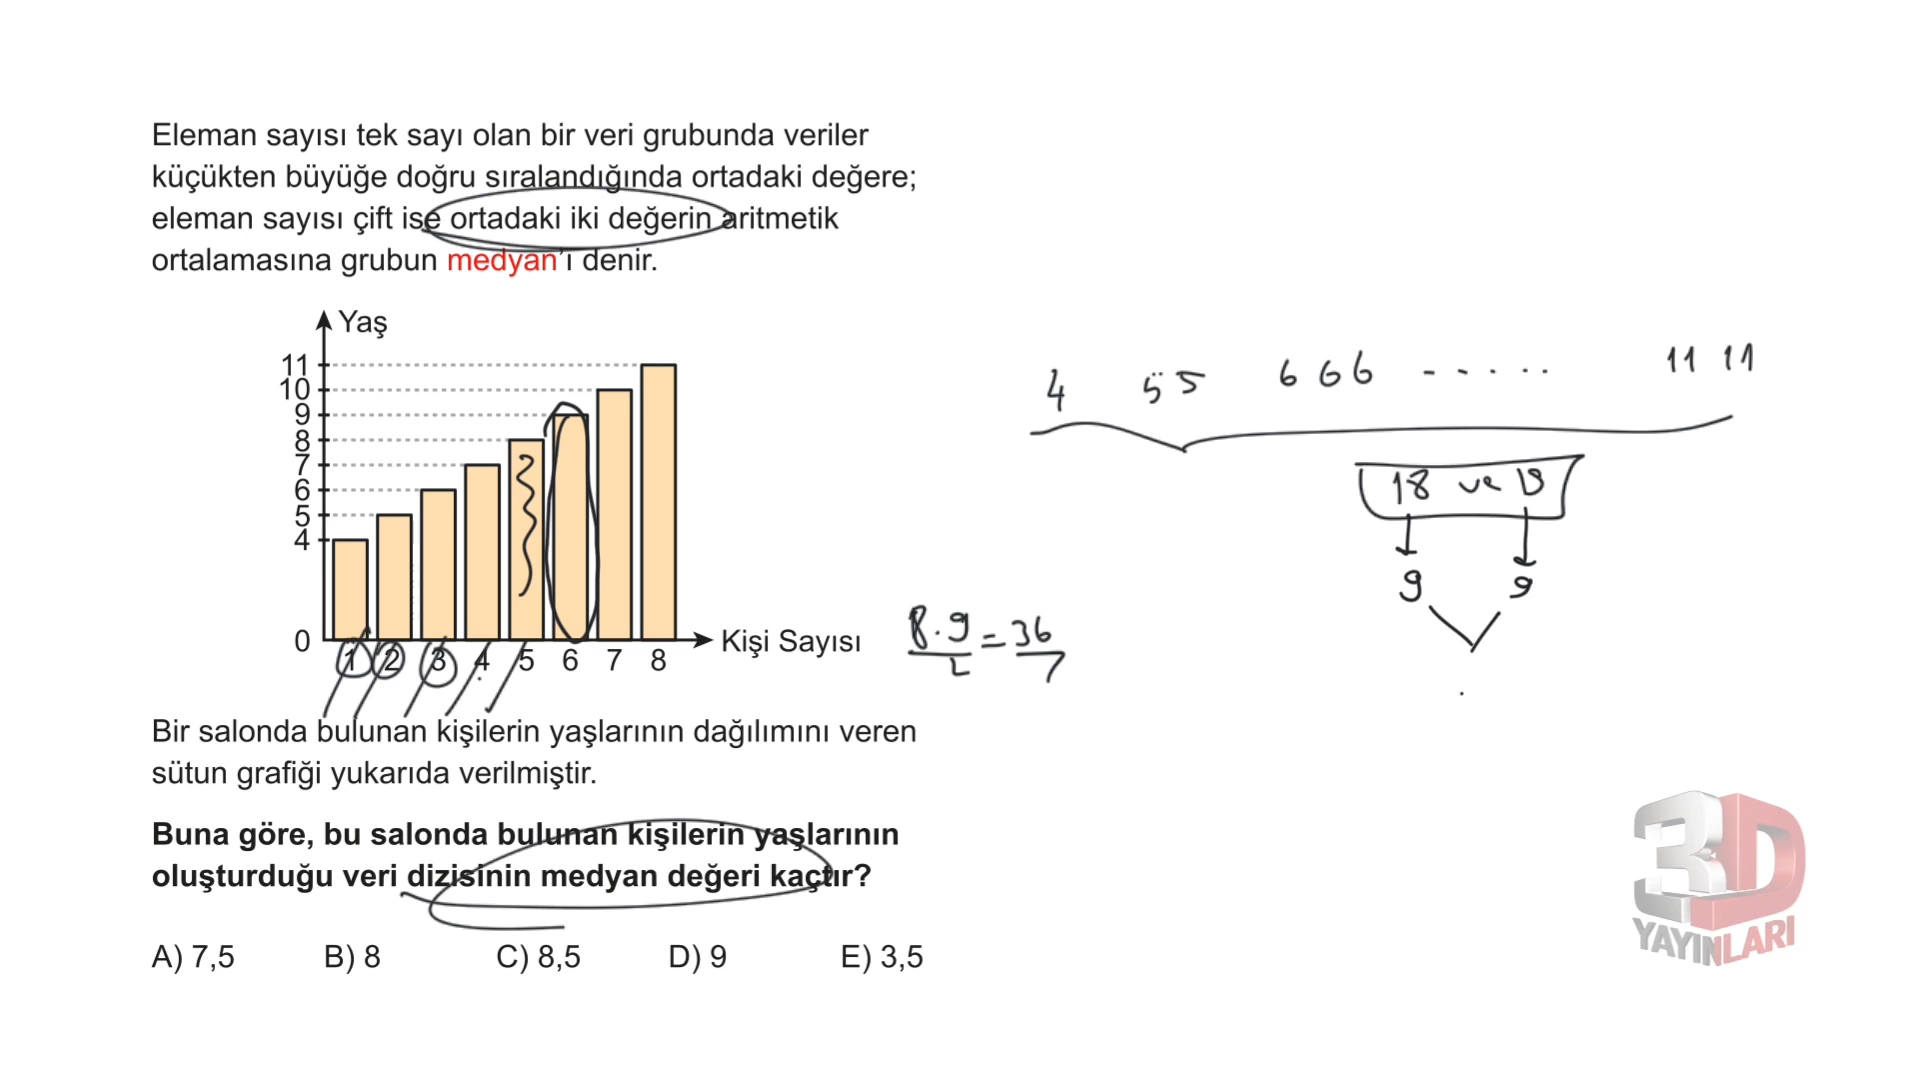 Eleman sayısı tek sayı olan bir veri grubunda veriler
küçükten büyüğe doğru sıralandığında ortadaki değere;
eleman sayısı çift ise ortadaki iki değerin aritmetik
ortalamasına grubun medyan'ı denir.
Yaş
11
10
9
8
7
6
5
4
0
1 2 3 4 5 6 7 8
Kişi Sayısı
4 5 5 6 6 6 ..... 11 11
18 ve 19
9 9
8.9/2 = 36
Bir salonda bulunan kişilerin yaşlarının dağılımını veren
sütun grafiği yukarıda verilmiştir.
Buna göre, bu salonda bulunan kişilerin yaşlarının
oluşturduğu veri dizisinin medyan değeri kaçtır?
A) 7,5 B) 8 C) 8,5 D) 9 E) 3,5
3D
YAYINLARI